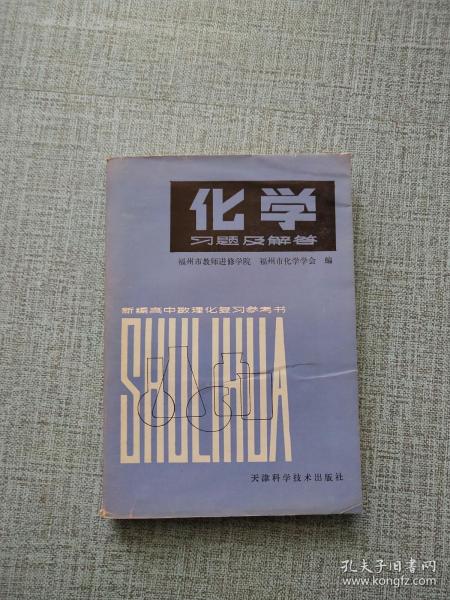 化学
习题及解答
福州市教师进修学院 福州市化学学会 编
新编高中数理化复习参考书
SHULIHUA
天津科学技术出版社
孔夫子旧书网
www.kongfz.com